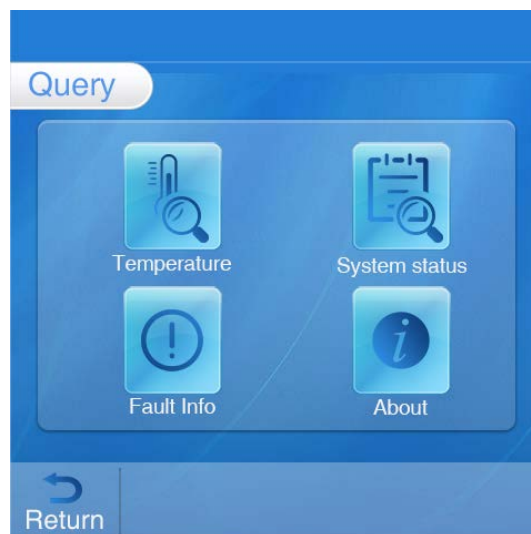 Query
Temperature
System status
Fault Info
About
Return